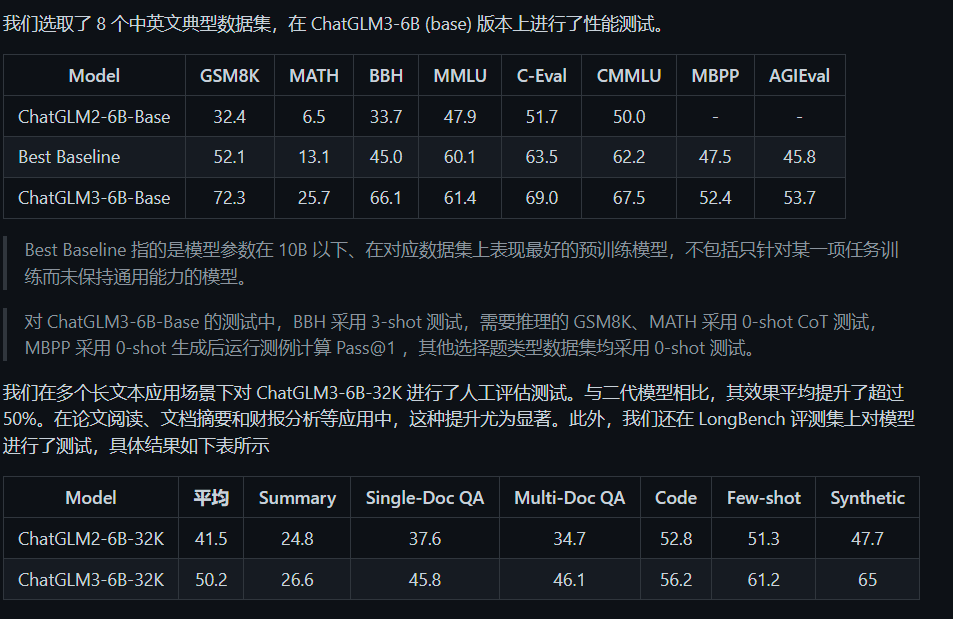 我们选取了 8 个中英文典型数据集，在 ChatGLM3-6B (base) 版本上进行了性能测试。
Model GSM8K MATH BBH MMLU C-Eval CMMLU MBPP AGIEval
ChatGLM2-6B-Base 32.4 6.5 33.7 47.9 51.7 50.0 - -
Best Baseline 52.1 13.1 45.0 60.1 63.5 62.2 47.5 45.8
ChatGLM3-6B-Base 72.3 25.7 66.1 61.4 69.0 67.5 52.4 53.7
Best Baseline 指的是模型参数在 10B 以下、在对应数据集上表现最好的预训练模型，不包括只针对某一项任务训
练而未保持通用能力的模型。
对 ChatGLM3-6B-Base 的测试中，BBH 采用 3-shot 测试，需要推理的 GSM8K、MATH 采用 0-shot CoT 测试，
MBPP 采用 0-shot 生成后运行测例计算 Pass@1 ，其他选择题类型数据集均采用 0-shot 测试。
我们在多个长文本应用场景下对 ChatGLM3-6B-32K 进行了人工评估测试。与二代模型相比，其效果平均提升了超过
50%。在论文阅读、文档摘要和财报分析等应用中，这种提升尤为显著。此外，我们还在 LongBench 评测集上对模型
进行了测试，具体结果如下表所示
Model 平均 Summary Single-Doc QA Multi-Doc QA Code Few-shot Synthetic
ChatGLM2-6B-32K 41.5 24.8 37.6 34.7 52.8 51.3 47.7
ChatGLM3-6B-32K 50.2 26.6 45.8 46.1 56.2 61.2 65